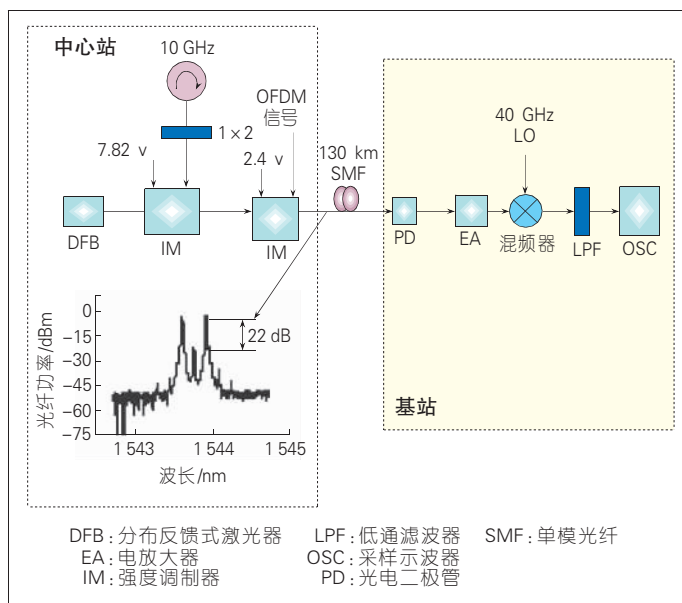 中心站
10 GHz
OFDM
信号
1×2
7.82 v
2.4 v
130 km
SMF
DFB
IM
IM
基站
40 GHz
LO
PD
EA
混频器
LPF
OSC
光纤功率/dBm
0
-15
-30
-45
-60
-75
22 dB
1 543
1 544
1 545
波长/nm
DFB:分布反馈式激光器 LPF:低通滤波器 SMF:单模光纤
EA:电放大器 OSC:采样示波器
IM:强度调制器 PD:光电二极管